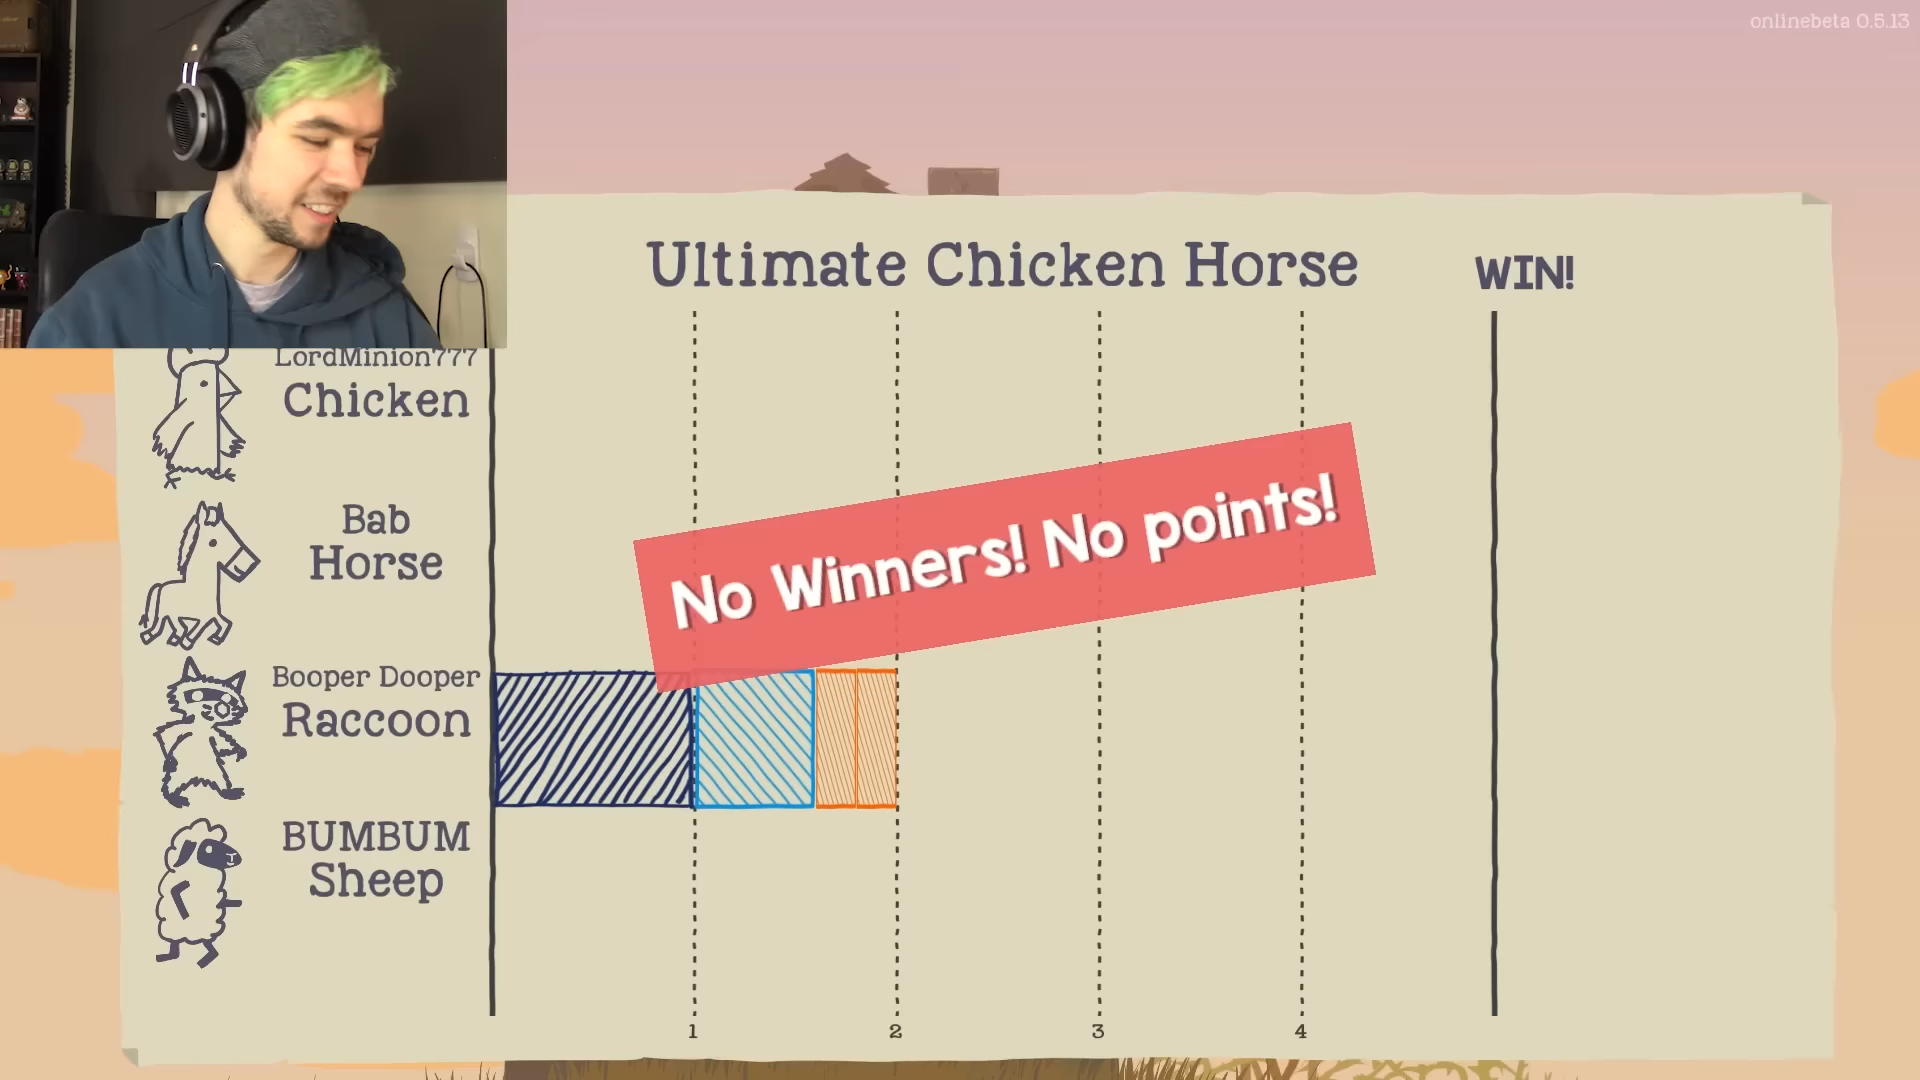 onlinebeta 0.5.13
Ultimate Chicken Horse
WIN!
LordMinion777
Chicken
Bab
Horse
No Winners! No points!
Booper Dooper
Raccoon
BUMBUM
Sheep
1 2 3 4